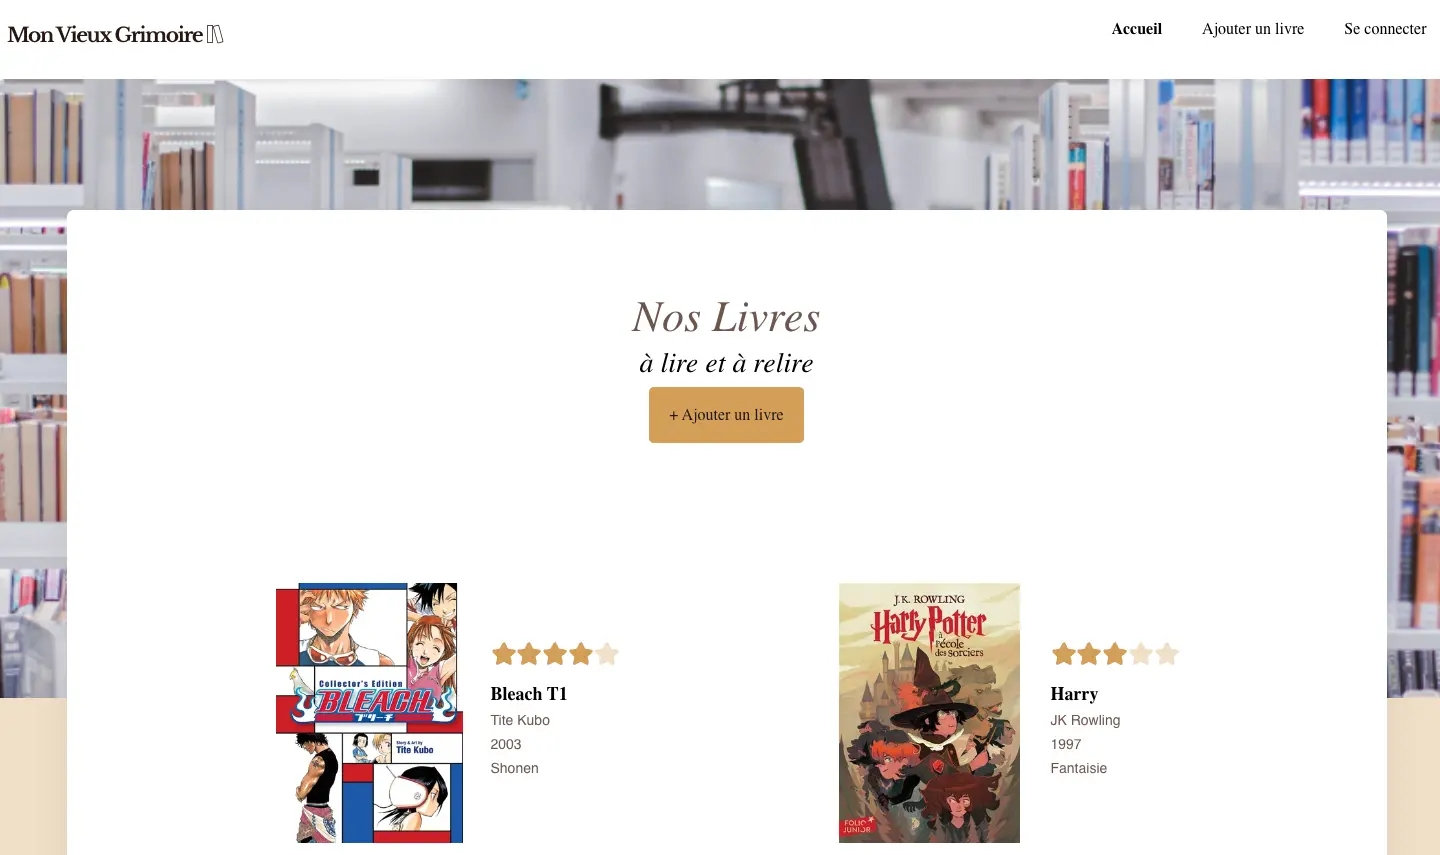 Mon Vieux Grimoire
Accueil
Ajouter un livre
Se connecter
Nos Livres
à lire et à relire
+ Ajouter un livre
Collector's Edition
BLEACH
ブリーチ
Story & Art by
Tite Kubo
Bleach T1
Tite Kubo
2003
Shonen
J.K. ROWLING
Harry Potter
à
l'école
des sorciers
FOLIO
JUNIOR
Harry
JK Rowling
1997
Fantaisie